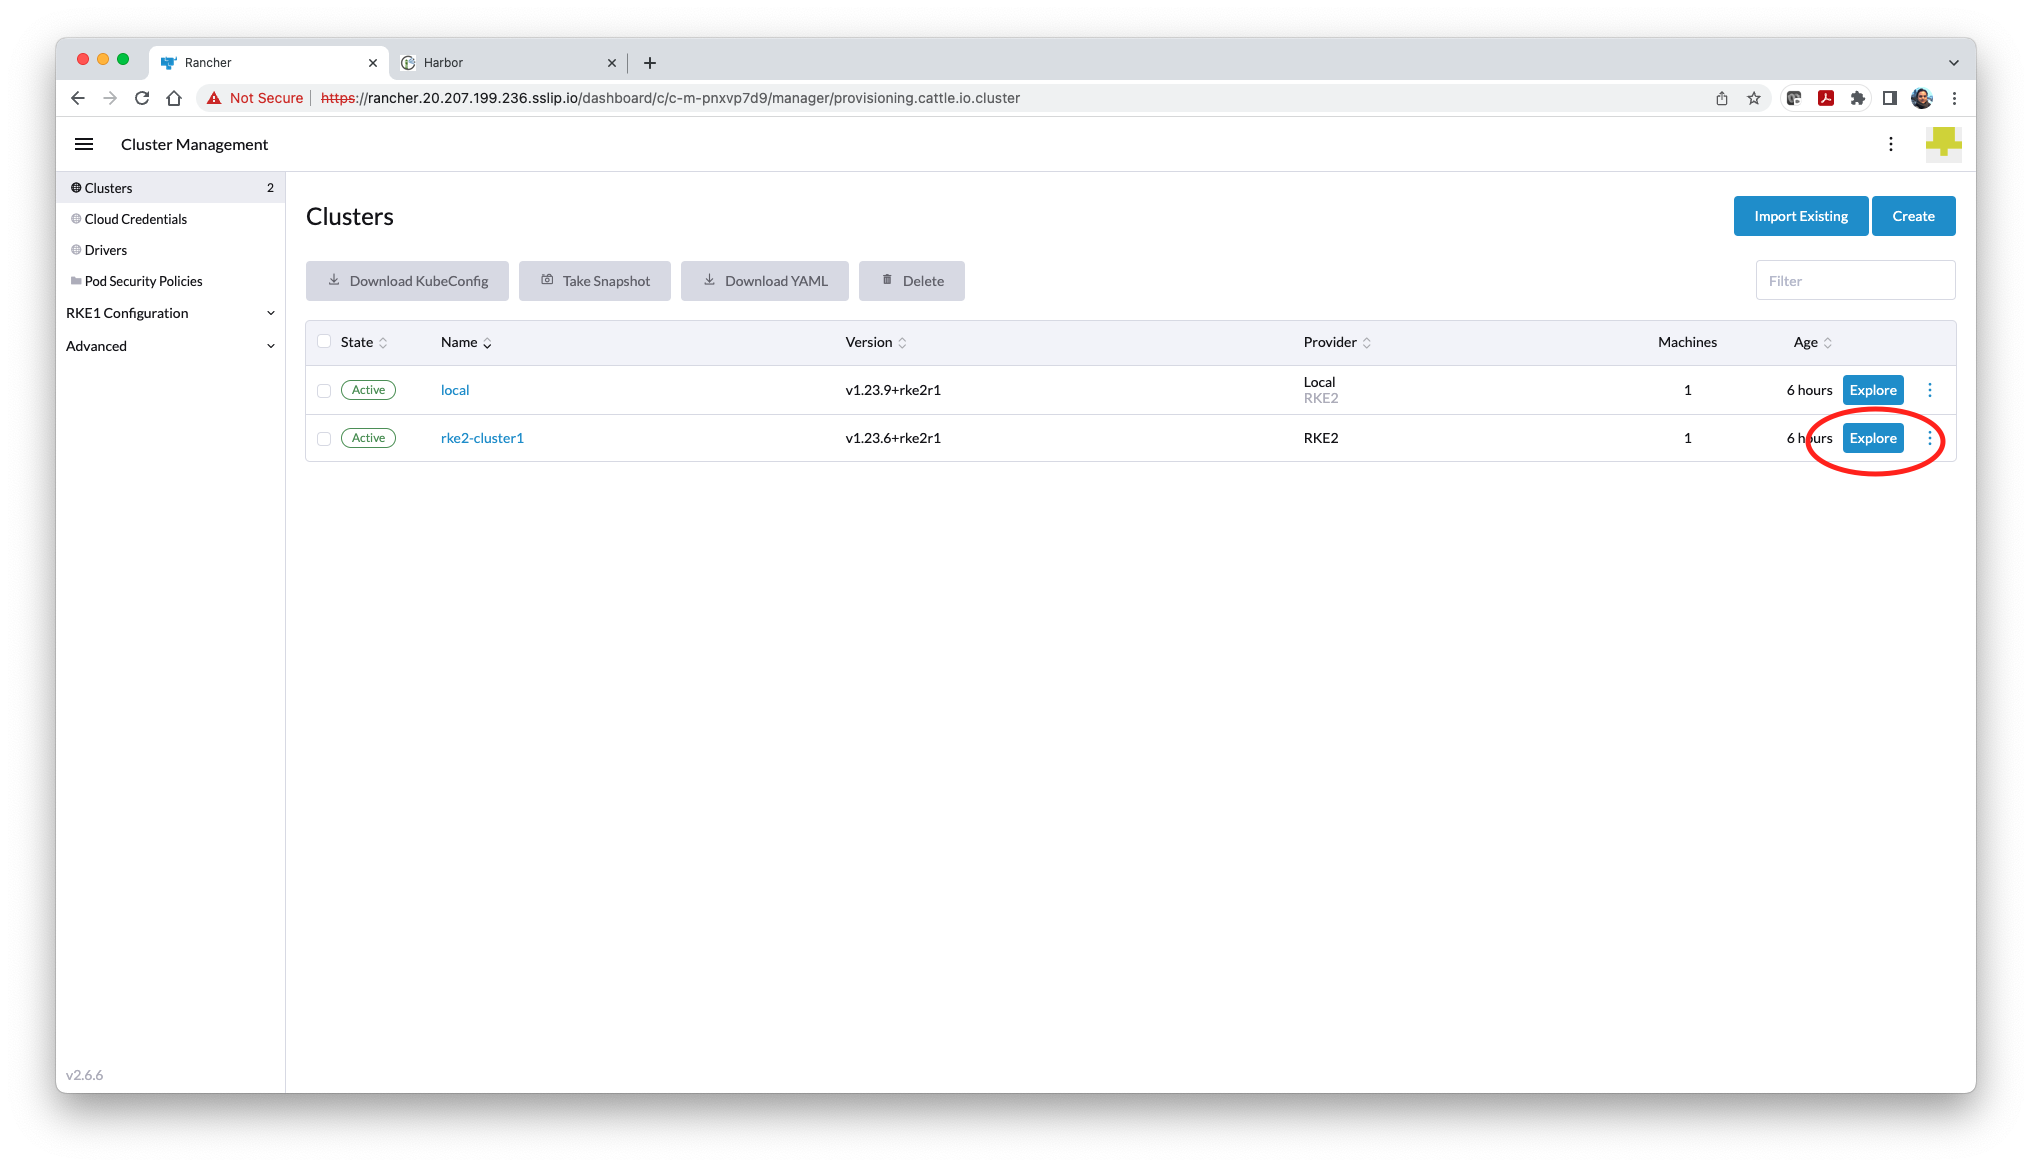 Rancher
Harbor
Not Secure
https://rancher.20.207.199.236.sslip.io/dashboard/c/c-m-pnxvp7d9/manager/provisioning.cattle.io.cluster
Cluster Management
Clusters 2
Cloud Credentials
Drivers
Pod Security Policies
RKE1 Configuration
Advanced
v2.6.6
Clusters
Import Existing
Create
Download KubeConfig
Take Snapshot
Download YAML
Delete
Filter
State Name Version Provider Machines Age
Active local v1.23.9+rke2r1 Local 1 6 hours Explore
RKE2
Active rke2-cluster1 v1.23.6+rke2r1 RKE2 1 6 hours Explore